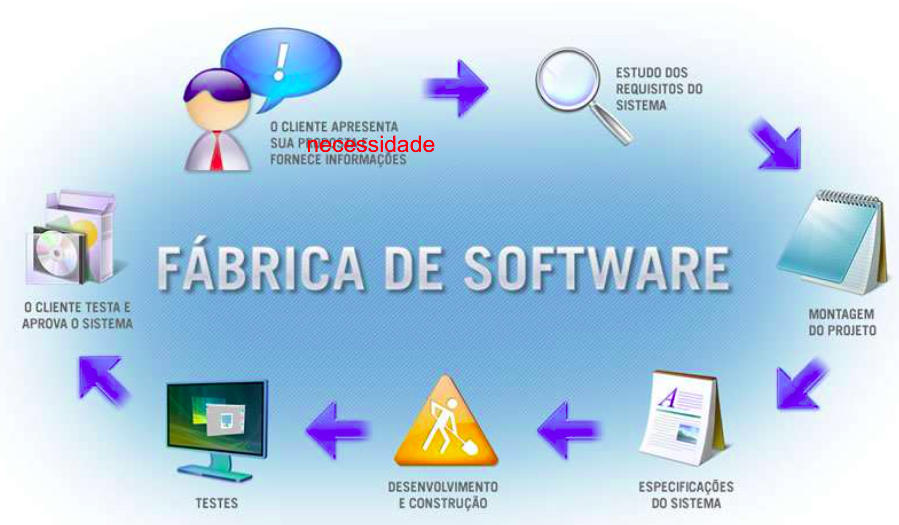 O CLIENTE APRESENTA
SUA PROPOSTA E
necessidade
FORNECE INFORMAÇÕES
ESTUDO DOS
REQUISITOS DO
SISTEMA
FÁBRICA DE SOFTWARE
O CLIENTE TESTA E
APROVA O SISTEMA
MONTAGEM
DO PROJETO
TESTES
DESENVOLVIMENTO
E CONSTRUÇÃO
ESPECIFICAÇÕES
DO SISTEMA